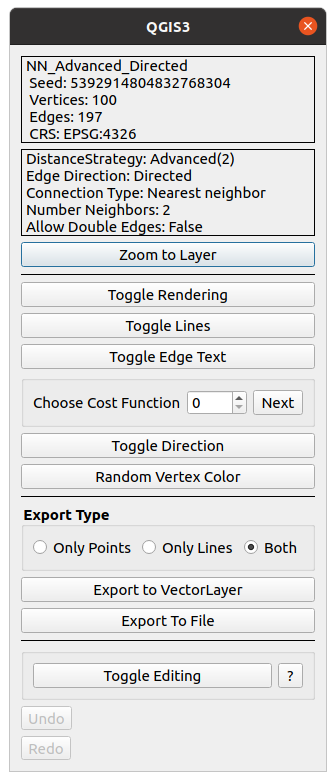 QGIS3
NN_Advanced_Directed
Seed: 5392914804832768304
Vertices: 100
Edges: 197
CRS: EPSG:4326
DistanceStrategy: Advanced(2)
Edge Direction: Directed
Connection Type: Nearest neighbor
Number Neighbors: 2
Allow Double Edges: False
Zoom to Layer
Toggle Rendering
Toggle Lines
Toggle Edge Text
Choose Cost Function 0 Next
Toggle Direction
Random Vertex Color
Export Type
Only Points Only Lines Both
Export to VectorLayer
Export To File
Toggle Editing ?
Undo
Redo